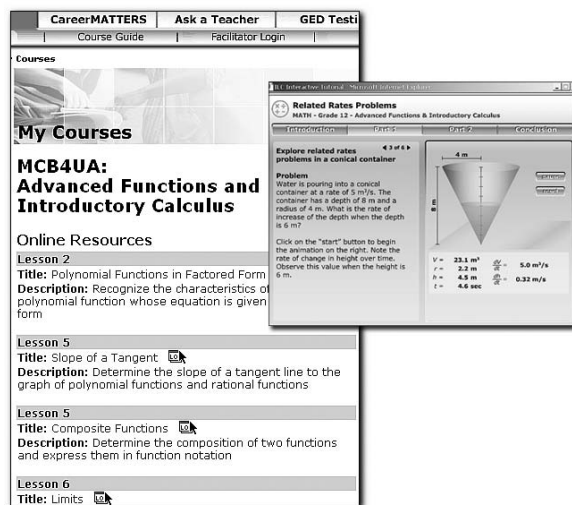 CareerMATTERS | Ask a Teacher | GED Testi
| Course Guide | Facilitator Login |
Courses
My Courses
MCB4UA:
Advanced Functions and
Introductory Calculus
Online Resources
Lesson 2
Title: Polynomial Functions in Factored Form
Description: Recognize the characteristics of
polynomial function whose equation is given
form
Lesson 5
Title: Slope of a Tangent LO
Description: Determine the slope of a tangent line to the
graph of polynomial functions and rational functions
Lesson 5
Title: Composite Functions LO
Description: Determine the composition of two functions
and express them in function notation
Lesson 6
Title: Limits LO
ILC Interactive Tutorial - Microsoft Internet Explorer
Related Rates Problems
MATH - Grade 12 - Advanced Functions & Introductory Calculus
Introduction Part 1 Part 2 Conclusion
3 of 6
Explore related rates
problems in a conical container
Problem
Water is pouring into a conical
container at a rate of 5 m³/s. The
container has a depth of 8 m and a
radius of 4 m. What is the rate of
increase of the depth when the depth
is 6 m?
Click on the "start" button to begin
the animation on the right. Note the
rate of change in height over time.
Observe this value when the height is
6 m.
4 m
8 m
V = 23.1 m³
r = 2.2 m
h = 4.5 m
t = 4.6 sec
dV/dt = 5.0 m³/s
dh/dt = 0.32 m/s